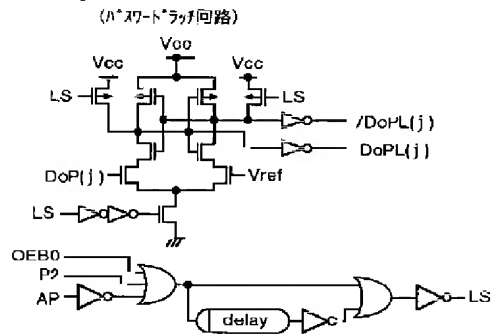 (ﾊﾟｽﾜｰﾄﾞﾗｯﾁ回路)
Vcc
Vcc
Vcc
LS
LS
/DoPL(j)
DoPL(j)
DoP(j)
Vref
LS
OEB0
P2
AP
delay
LS